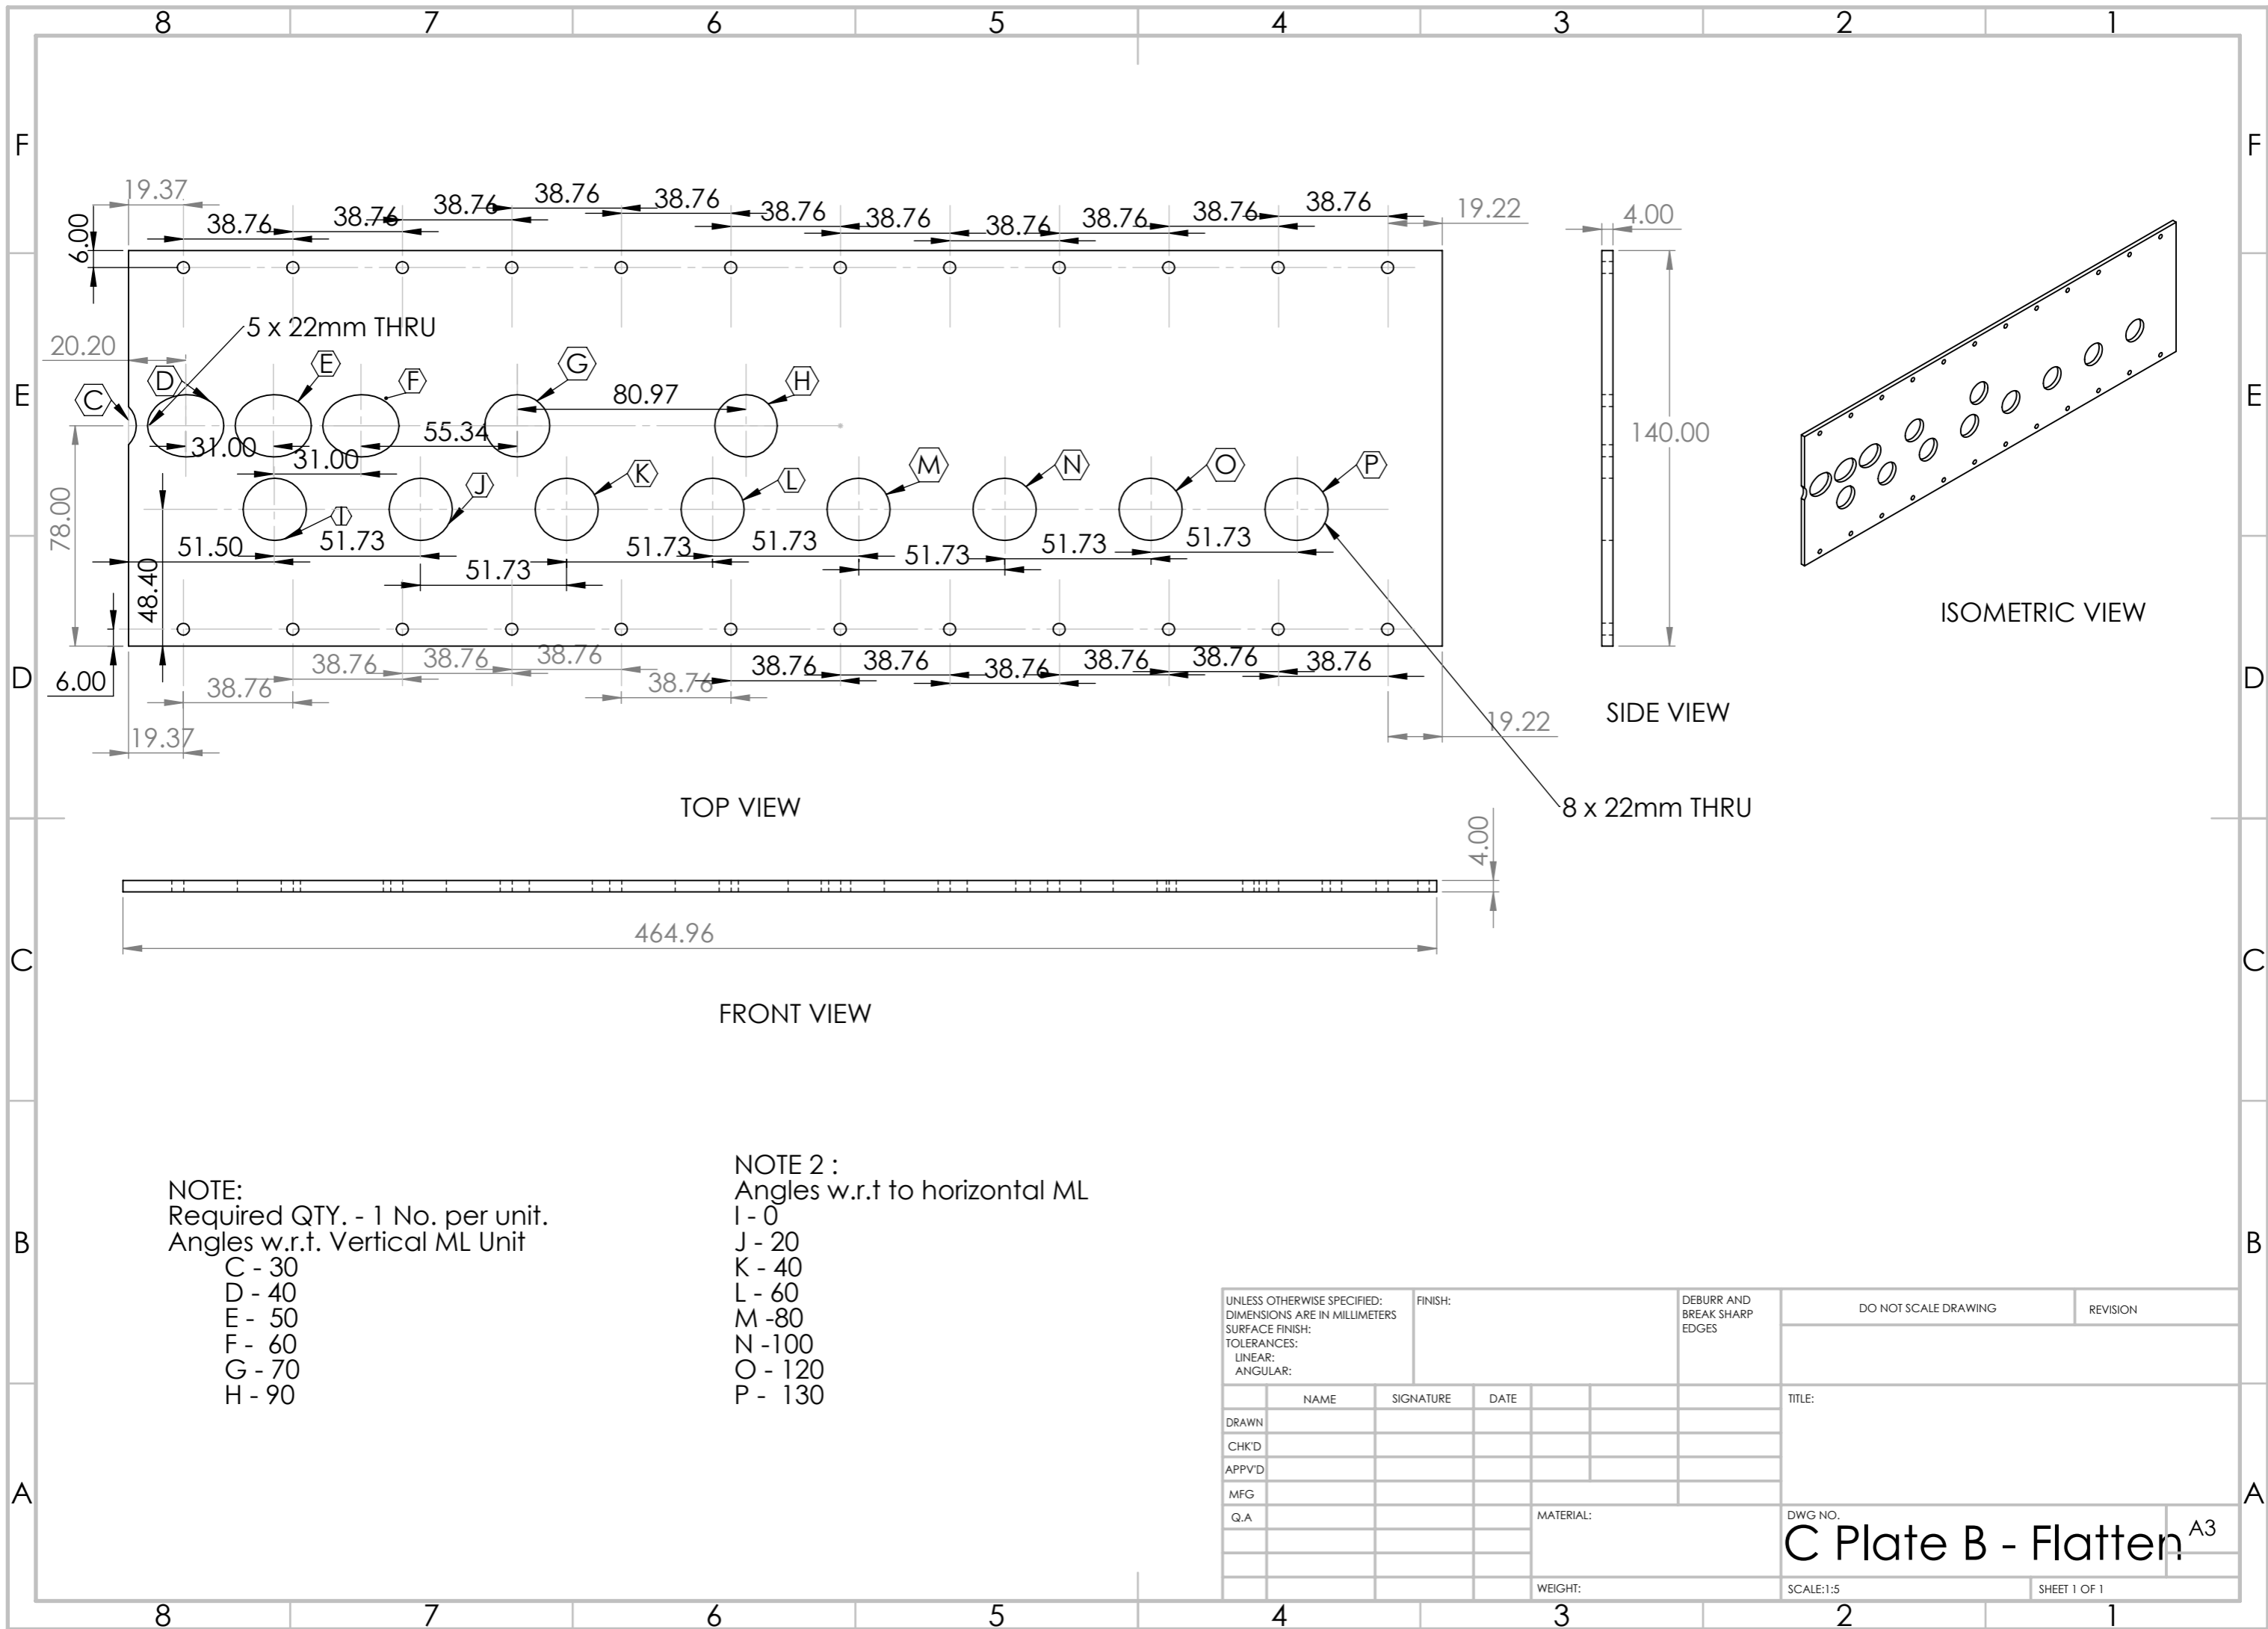 8 7 6 5 4 3 2 1
F F
19.37 38.76 38.76 38.76 38.76 38.76 38.76 38.76 38.76 38.76 38.76 38.76 19.22
6.00
4.00
5 x 22mm THRU
20.20
C D E F G H
E E
80.97
31.00 31.00 55.34
140.00
I J K L M N O P
78.00
51.50 51.73 51.73 51.73 51.73 51.73 51.73 51.73
48.40
ISOMETRIC VIEW
D D
6.00
38.76 38.76 38.76 38.76 38.76 38.76 38.76 38.76 38.76 38.76
19.37
19.22
SIDE VIEW
TOP VIEW
8 x 22mm THRU
4.00
464.96
C C
FRONT VIEW
NOTE:
Required QTY. - 1 No. per unit.
Angles w.r.t. Vertical ML Unit
C - 30
D - 40
E - 50
F - 60
G - 70
H - 90
NOTE 2 :
Angles w.r.t to horizontal ML
I - 0
J - 20
K - 40
L - 60
M -80
N -100
O - 120
P - 130
B B
UNLESS OTHERWISE SPECIFIED:
DIMENSIONS ARE IN MILLIMETERS
SURFACE FINISH:
TOLERANCES:
LINEAR:
ANGULAR:
FINISH:
DEBURR AND
BREAK SHARP
EDGES
DO NOT SCALE DRAWING
REVISION
NAME SIGNATURE DATE
TITLE:
DRAWN
CHK'D
APPV'D
MFG
Q.A
A A
MATERIAL:
DWG NO.
C Plate B - Flatten
A3
WEIGHT:
SCALE:1:5
SHEET 1 OF 1
8 7 6 5 4 3 2 1